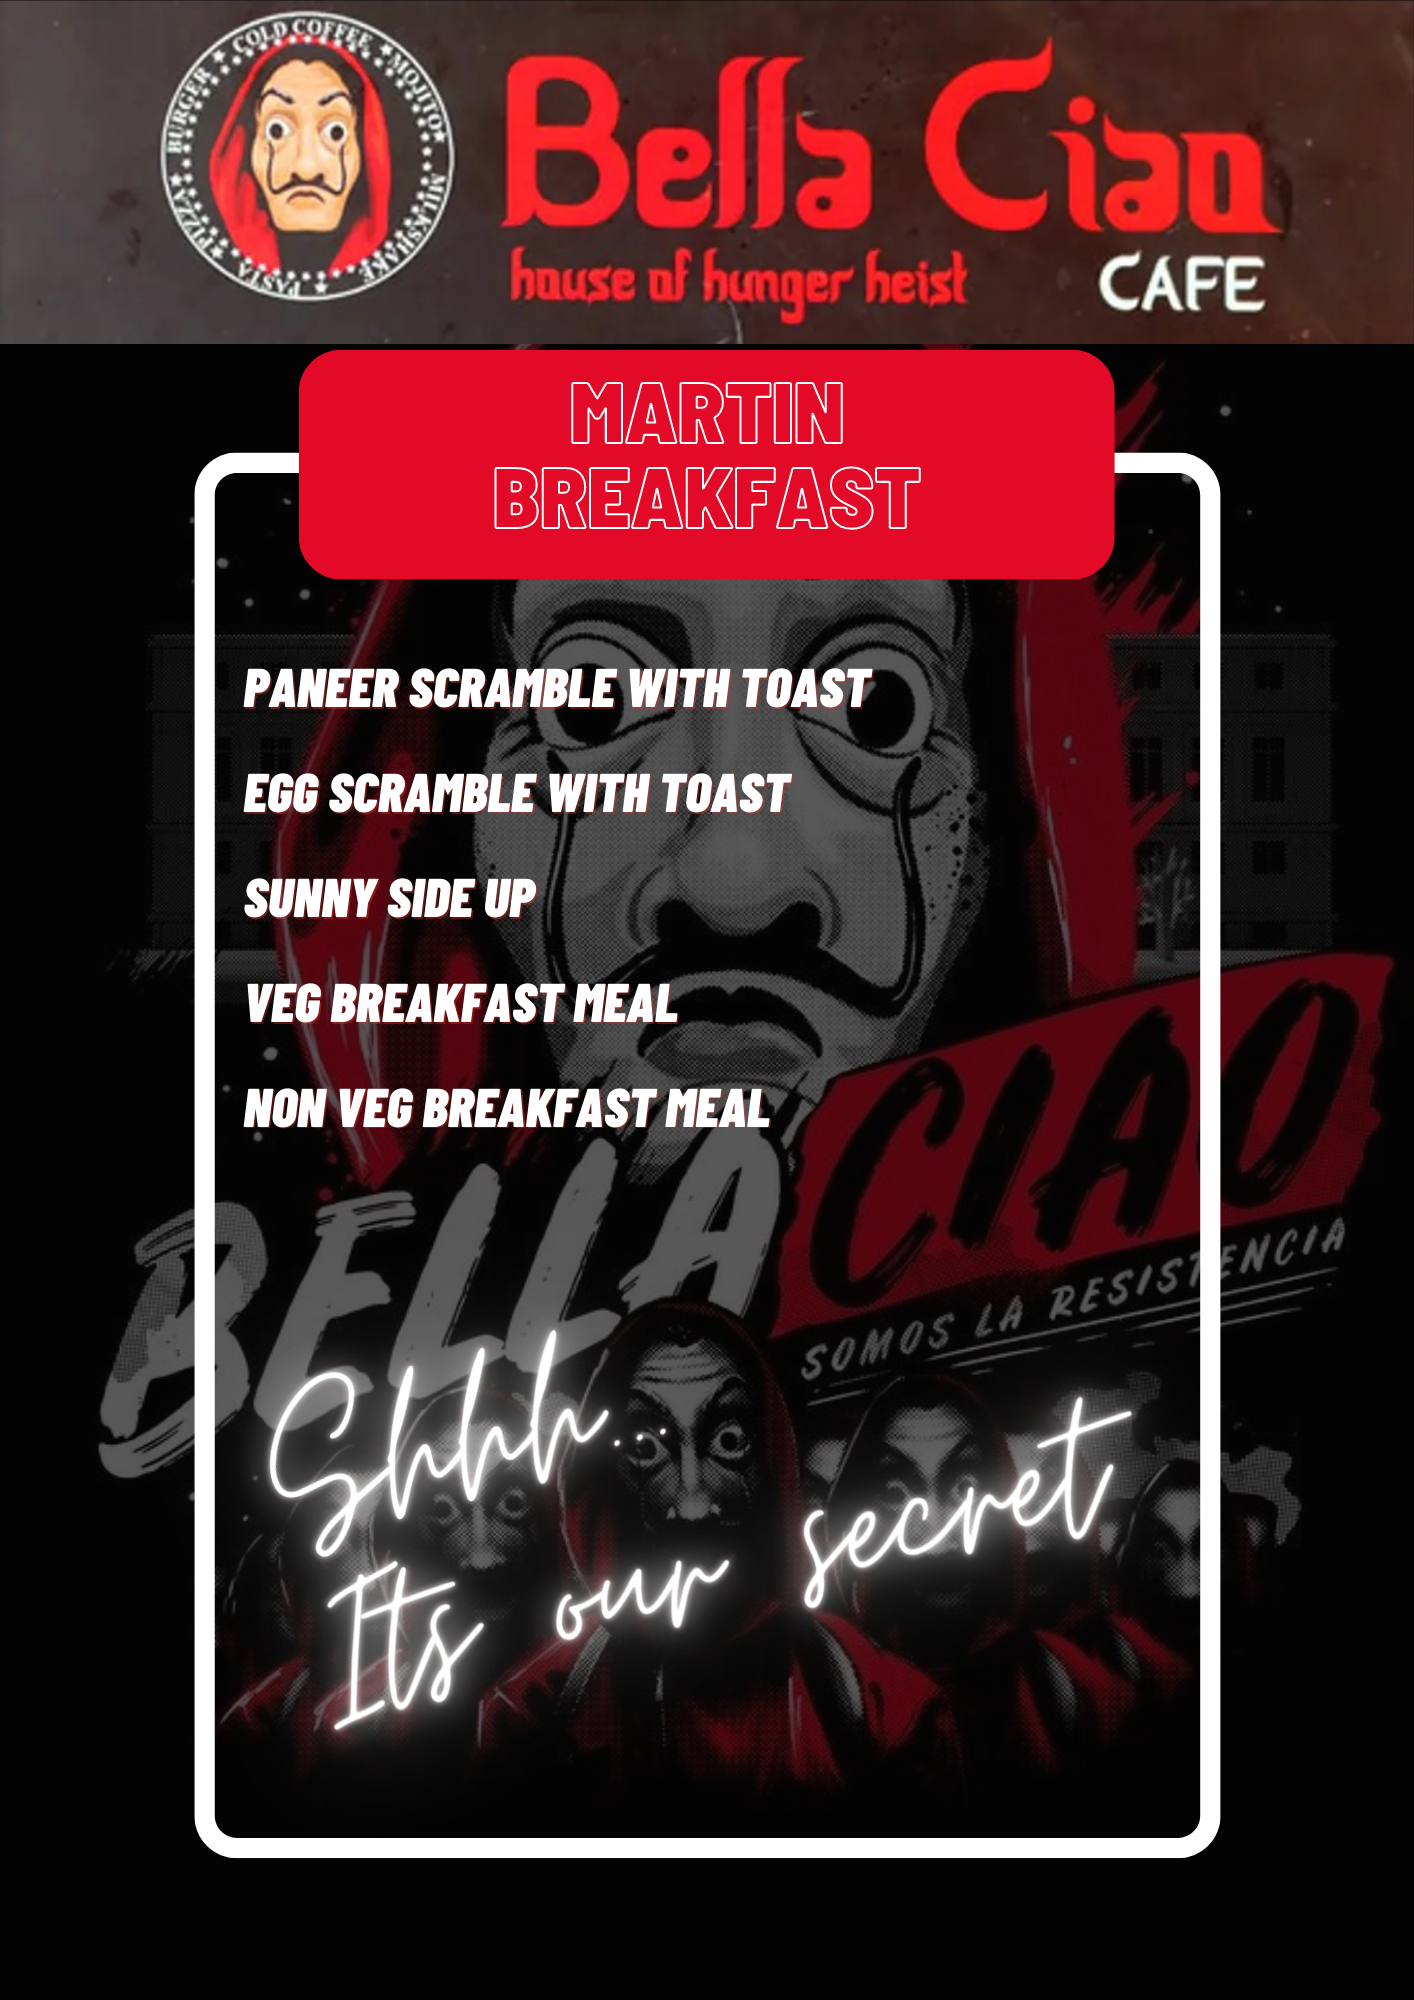 BURGER ★ COLD COFFEE ★ MOJITO ★ MILKSHAKE ★ PASTA ★ PIZZA ★
Bella Ciao
house of hunger heist
CAFE
MARTIN
BREAKFAST
PANEER SCRAMBLE WITH TOAST
EGG SCRAMBLE WITH TOAST
SUNNY SIDE UP
VEG BREAKFAST MEAL
NON VEG BREAKFAST MEAL
BELLA CIAO
SOMOS LA RESISTENCIA
Shhh...
Its our secret